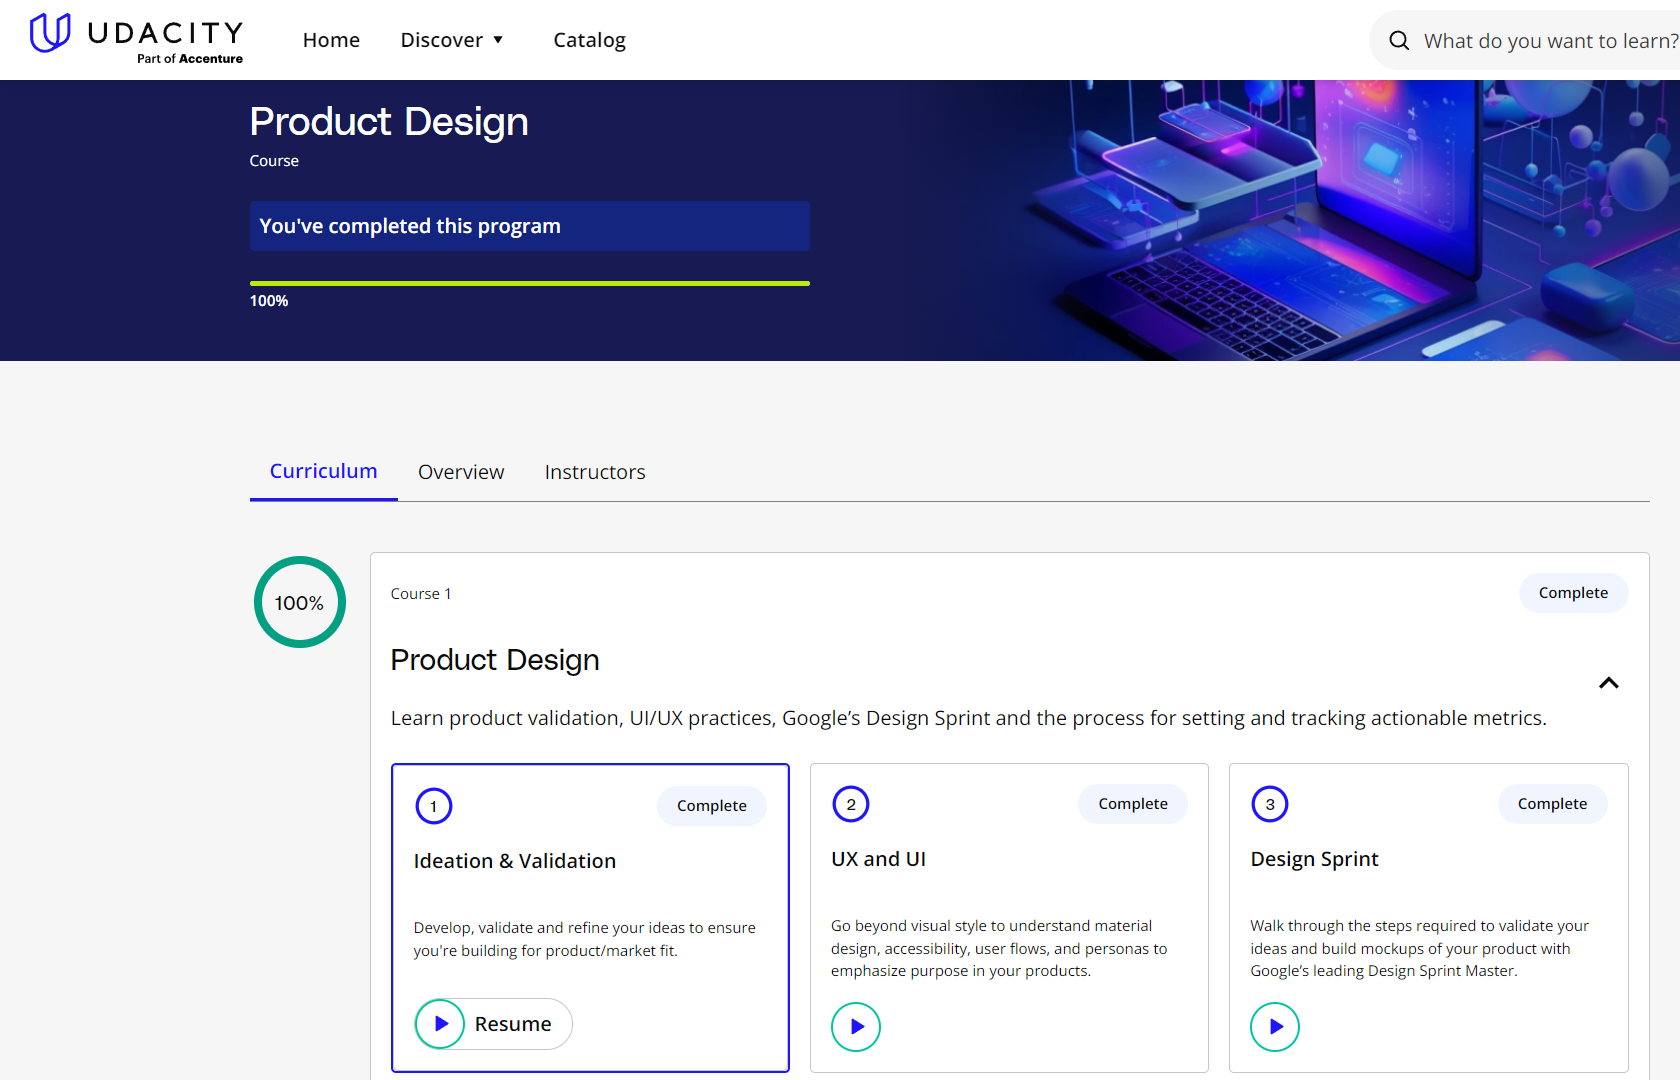 UDACITY
Part of Accenture
Home
Discover ▼
Catalog
What do you want to learn?
Product Design
Course
You've completed this program
100%
Curriculum
Overview
Instructors
100%
Course 1
Complete
Product Design
Learn product validation, UI/UX practices, Google’s Design Sprint and the process for setting and tracking actionable metrics.
1
Complete
Ideation & Validation
Develop, validate and refine your ideas to ensure
you're building for product/market fit.
Resume
2
Complete
UX and UI
Go beyond visual style to understand material
design, accessibility, user flows, and personas to
emphasize purpose in your products.
3
Complete
Design Sprint
Walk through the steps required to validate your
ideas and build mockups of your product with
Google’s leading Design Sprint Master.